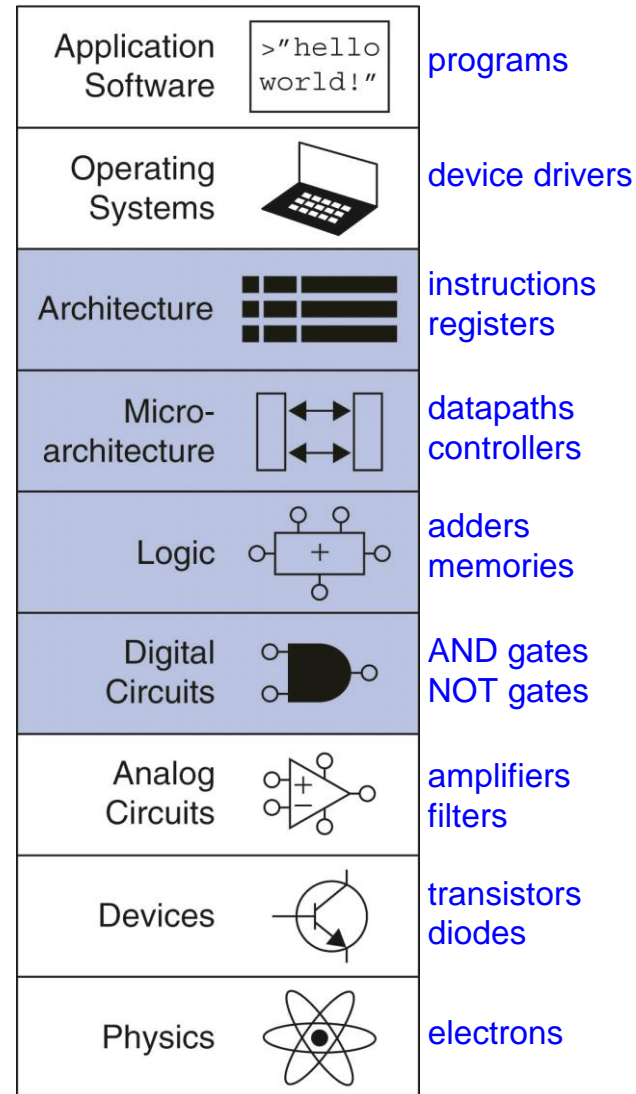 Application
Software
>"hello
world!"
programs
Operating
Systems
device drivers
Architecture
instructions
registers
Micro-
architecture
datapaths
controllers
Logic
+
adders
memories
Digital
Circuits
AND gates
NOT gates
Analog
Circuits
+
−
amplifiers
filters
Devices
transistors
diodes
Physics
electrons